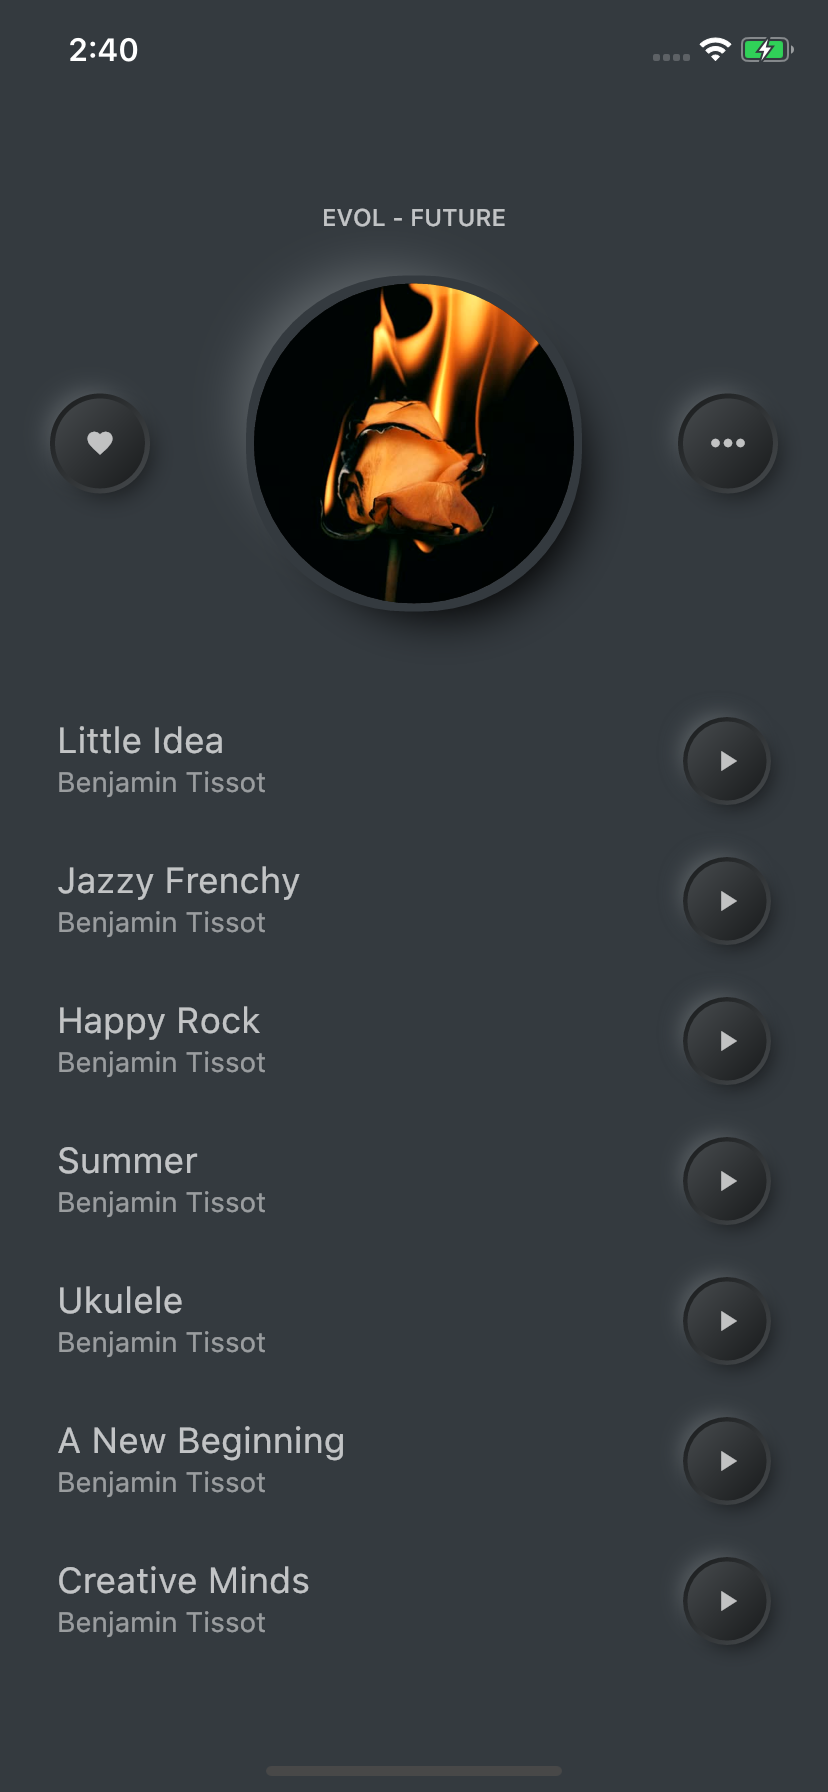 2:40
EVOL - FUTURE
Little Idea
Benjamin Tissot
Jazzy Frenchy
Benjamin Tissot
Happy Rock
Benjamin Tissot
Summer
Benjamin Tissot
Ukulele
Benjamin Tissot
A New Beginning
Benjamin Tissot
Creative Minds
Benjamin Tissot